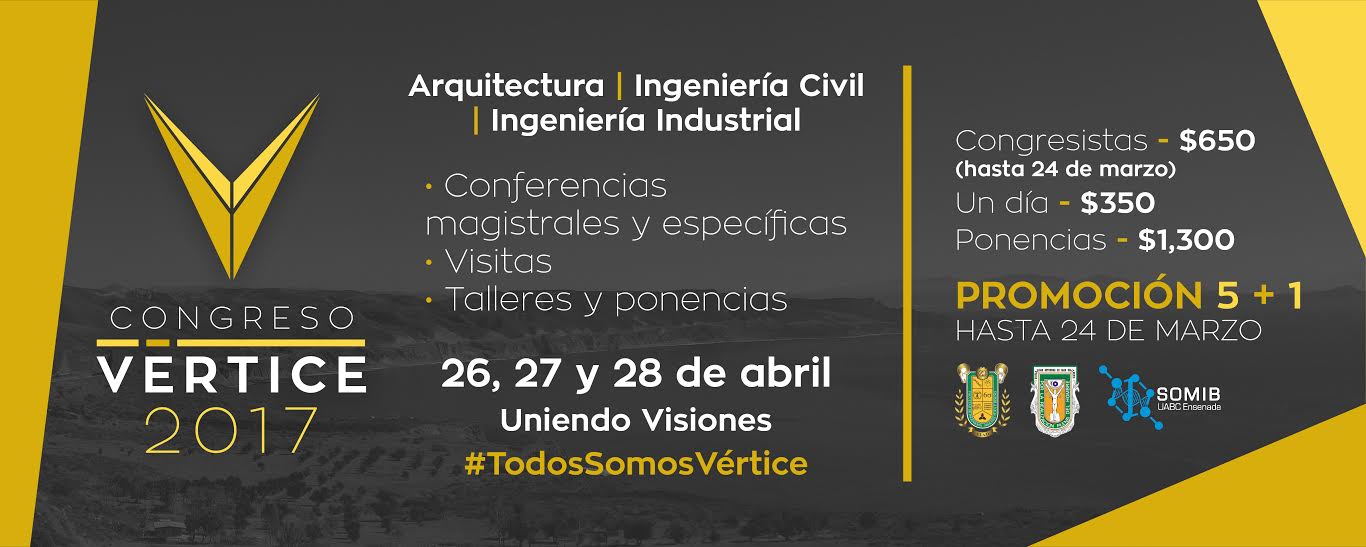 CONGRESO
VÉRTICE
2017
Arquitectura | Ingeniería Civil
| Ingeniería Industrial
• Conferencias
magistrales y específicas
• Visitas
• Talleres y ponencias
26, 27 y 28 de abril
Uniendo Visiones
#TodosSomosVértice
Congresistas - $650
(hasta 24 de marzo)
Un día - $350
Ponencias - $1,300
PROMOCIÓN 5 + 1
HASTA 24 DE MARZO
SOMIB
UABC Ensenada